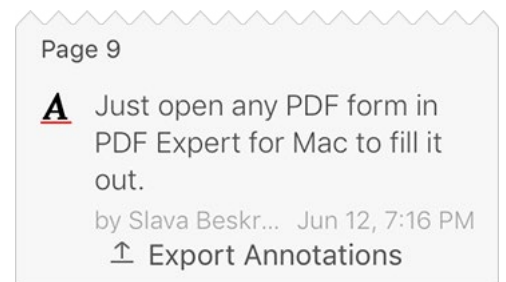 Page 9
A Just open any PDF form in
PDF Expert for Mac to fill it
out.
by Slava Beskr... Jun 12, 7:16 PM
Export Annotations